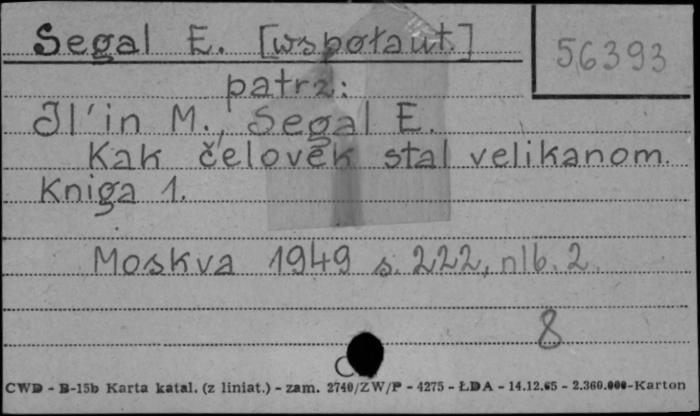 Segal E. [współaut.]
56393
patrz:
Il'in M., Segal E.
Kak čelovek stal velikanom.
Kniga 1.
Moskva 1949 s. 222, nlb. 2.
8
CWD - B-15b Karta katal. (z liniat.) - zam. 2740/ZW/P - 4275 - ŁDA - 14.12.65 - 2.360.000-Karton